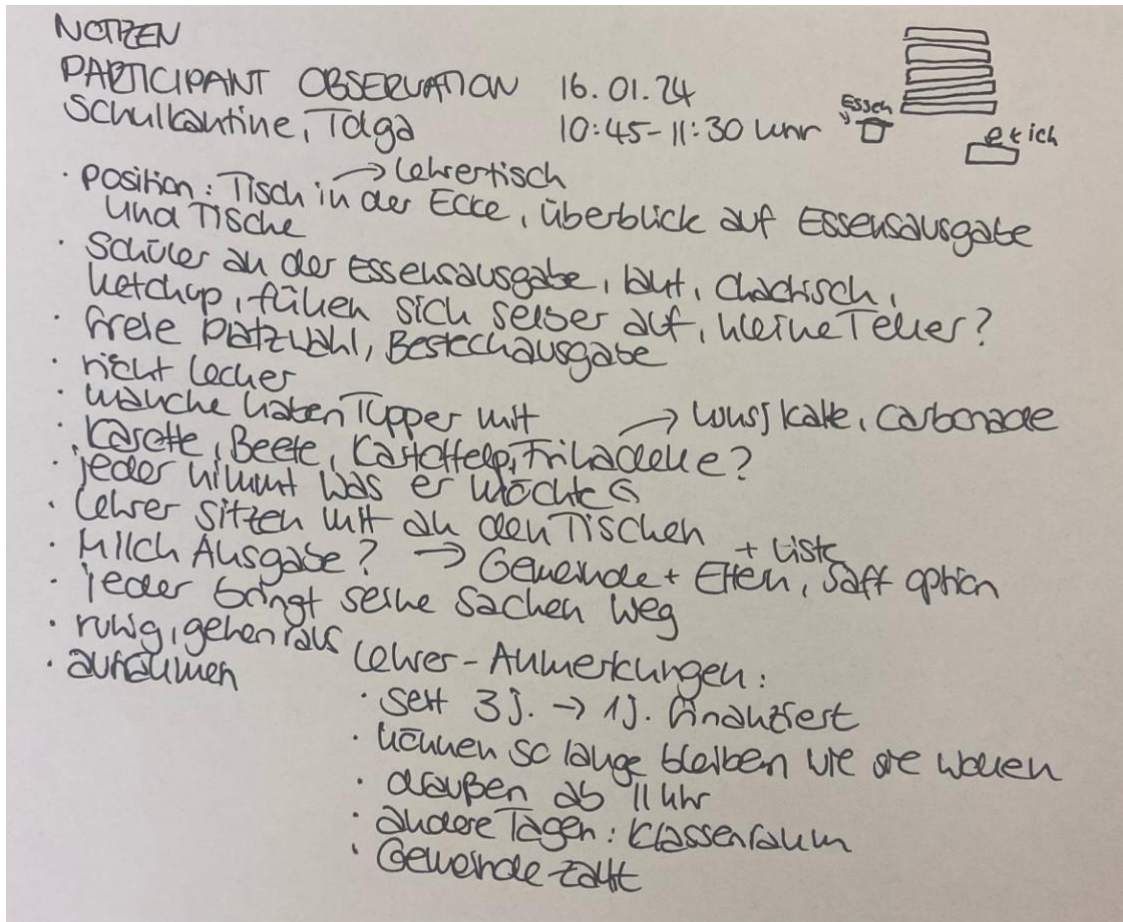 NOTIZEN
PARTICIPANT OBSERVATION 16.01.24
Schulkantine, Tolga 10:45-11:30 Uhr
Essen
ich
→ Lehrertisch
· Position: Tisch in der Ecke, überblick auf Essensausgabe
und Tische
· Schüler an der Essensausgabe, laut, chaotisch,
ketchup, füllen sich selber auf, kleine Teller?
· freie Platzwahl, Besteckausgabe
· nicht lecker
· manche haben Tupper mit
· Karotte, Beete, Kartoffeln, Frikadelle? → carbonade
· jeder nimmt was er möchte
· Lehrer sitzen mit an den Tischen
· Milch Ausgabe? → Gemeinde + Eltern, Saft option
+ Liste
· jeder bringt seine Sachen weg
· ruhig, gehen raus
· aufräumen
Lehrer-Anmerkungen:
· seit 3 J. → 1 J. finanziert
· können so lange bleiben wie sie wollen
· draußen ab 11 Uhr
· andere Tagen: Klassenraum
· Gemeinde zahlt